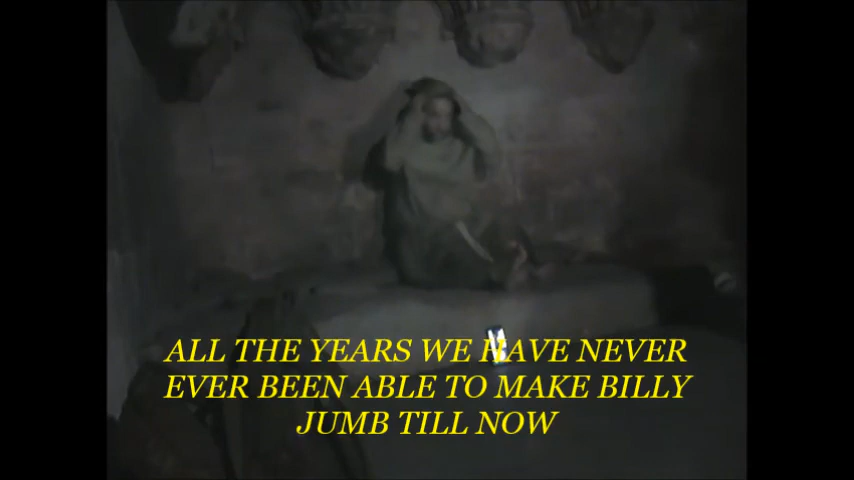 ALL THE YEARS WE HAVE NEVER
EVER BEEN ABLE TO MAKE BILLY
JUMB TILL NOW